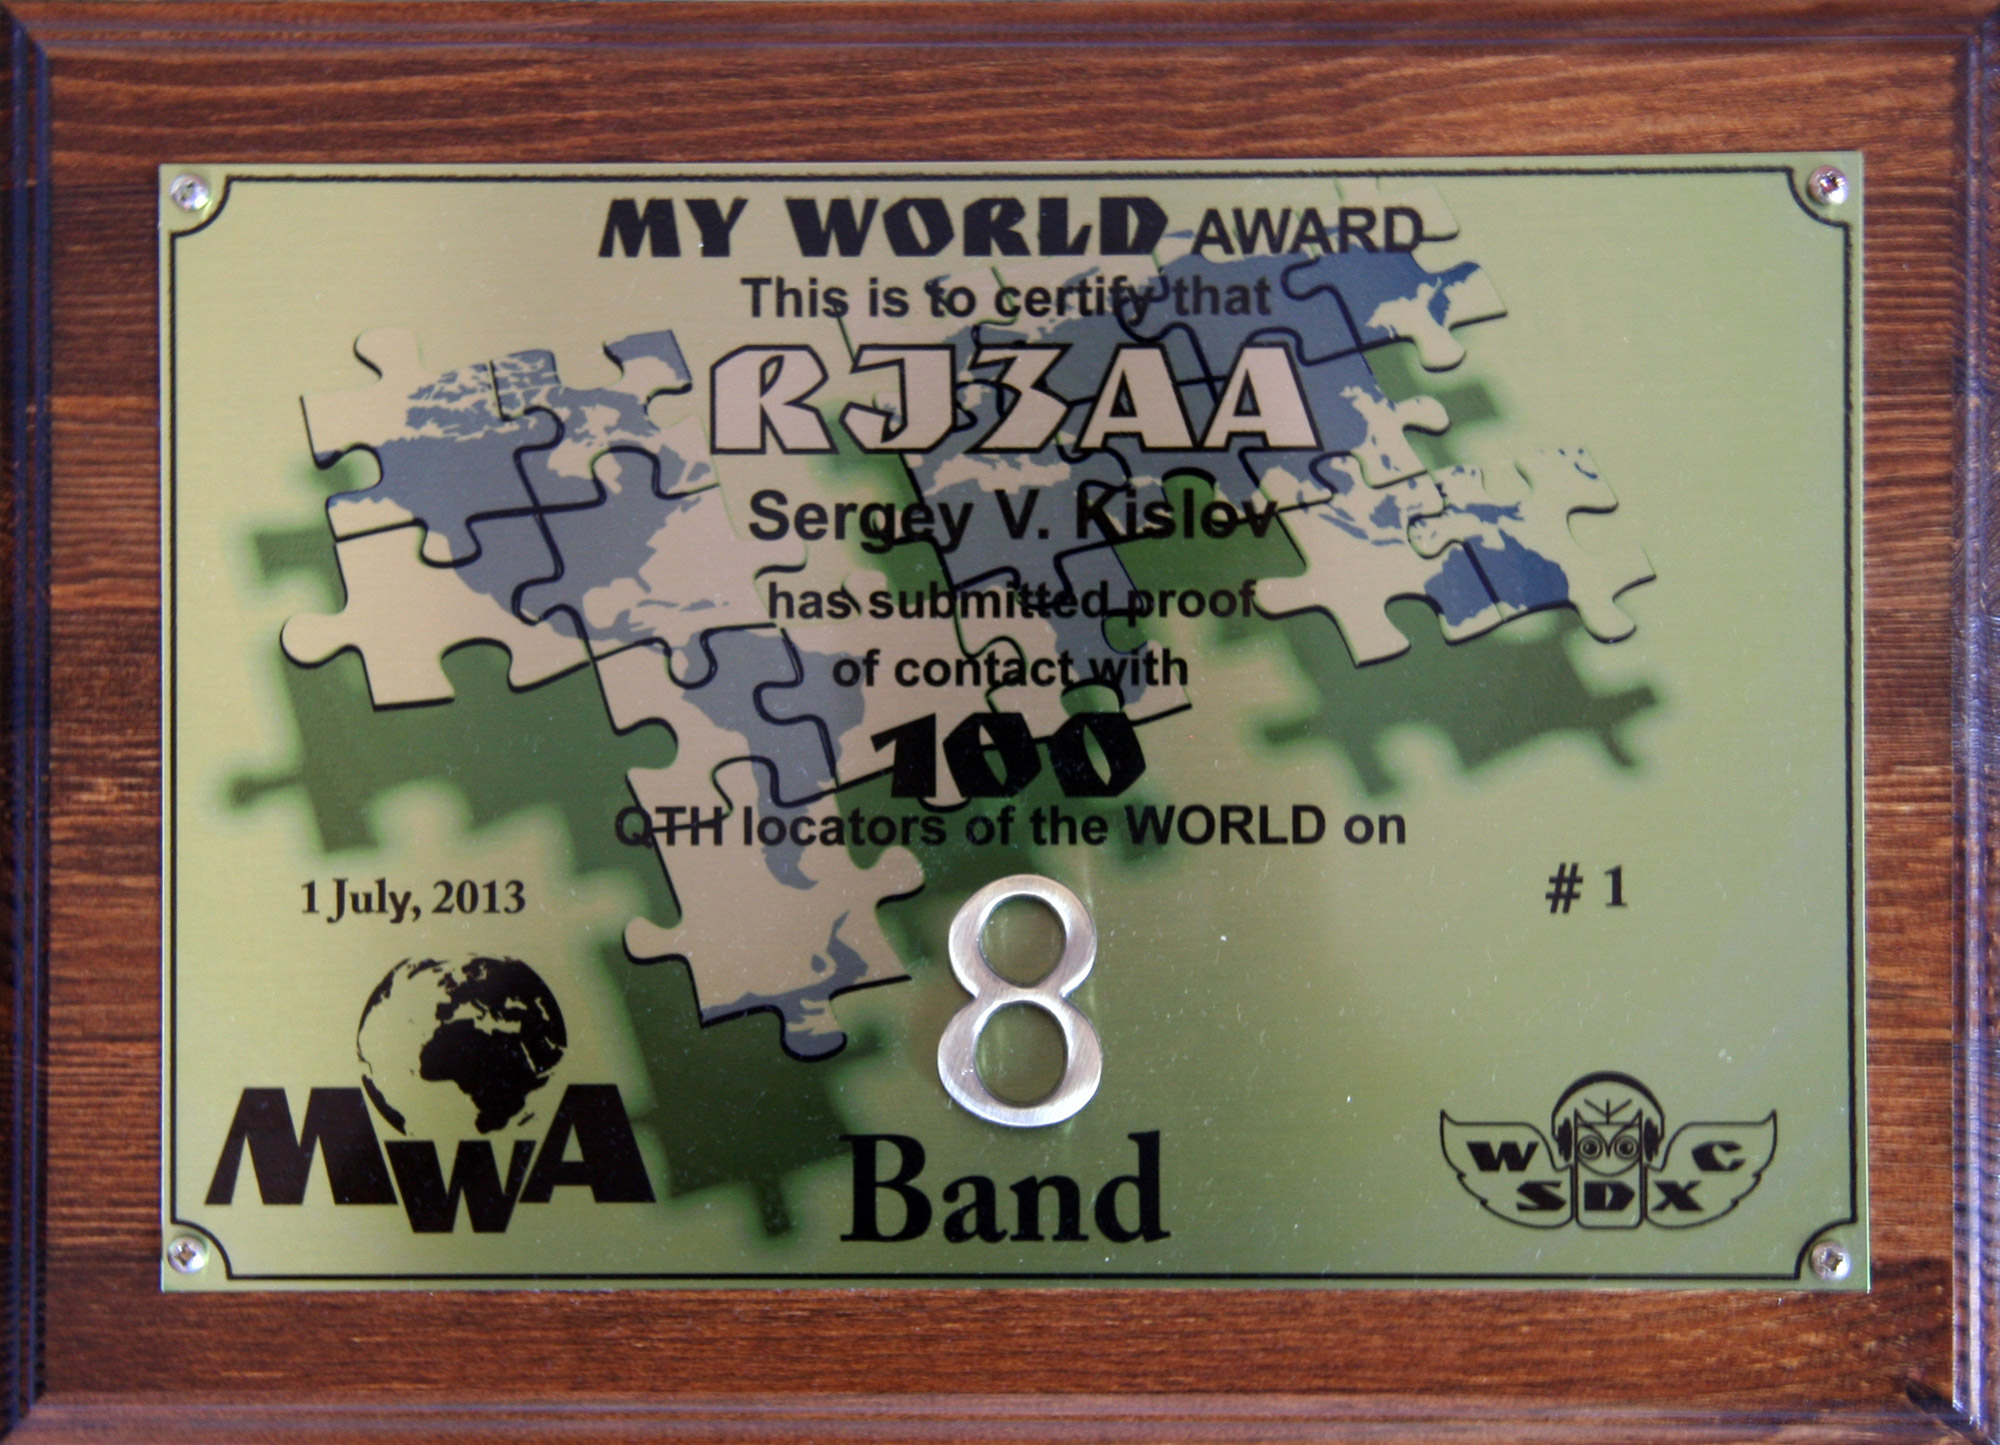 MY WORLD AWARD
This is to certify that
RJ3AA
Sergey V. Kislov
has submitted proof
of contact with
100
QTH locators of the WORLD on
1 July, 2013
# 1
8
Band
MWA
W C
SDX